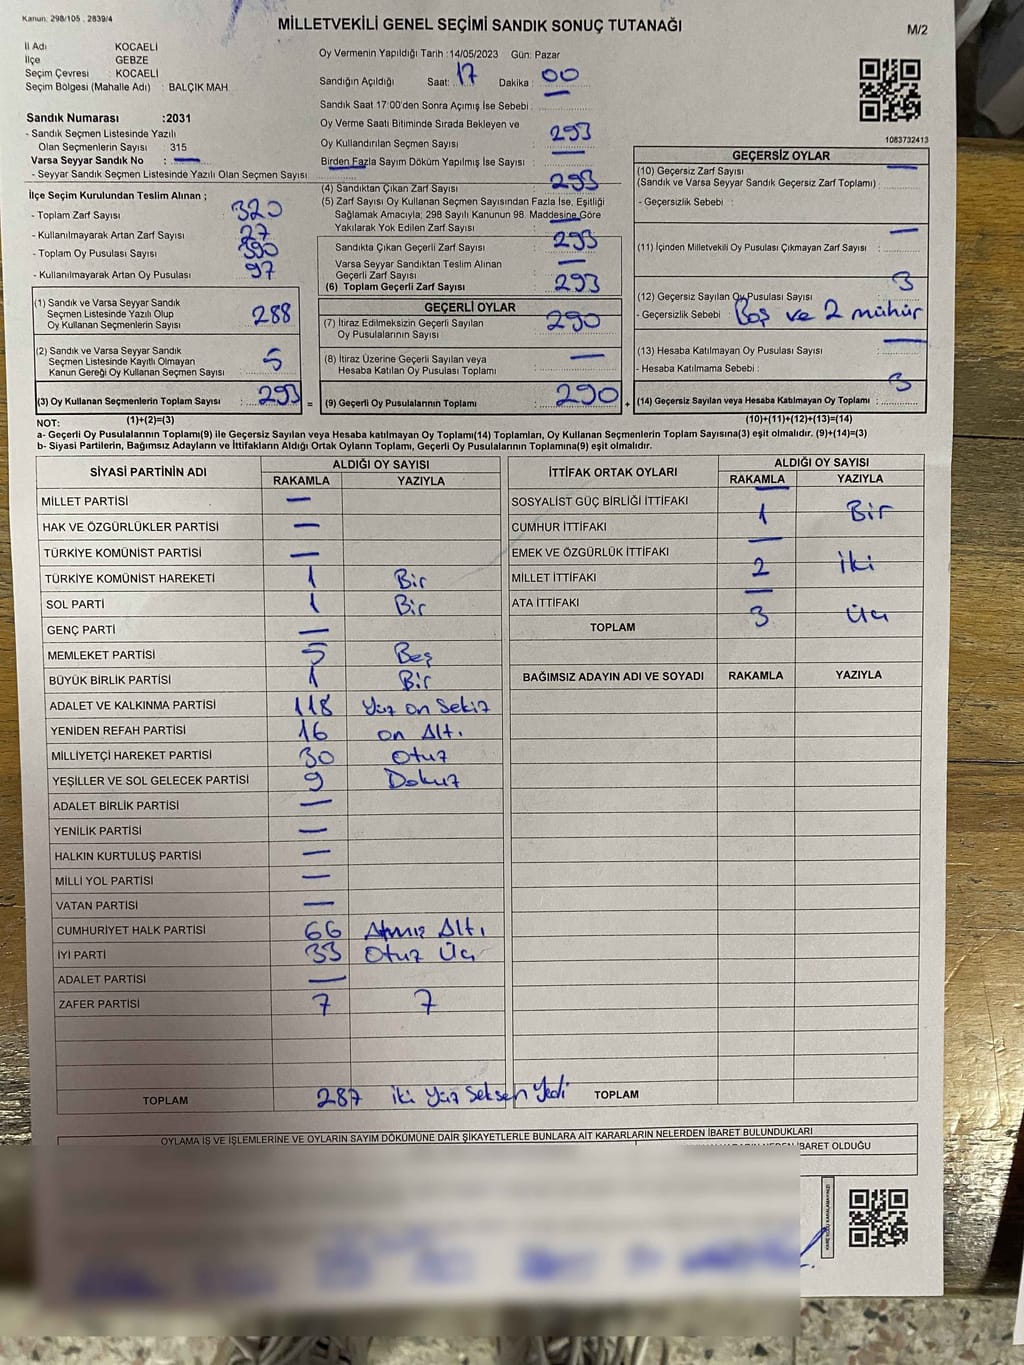 Kanun. 298/105 . 2839/4
MİLLETVEKİLİ GENEL SEÇİMİ SANDIK SONUÇ TUTANAĞI
M/2
İl Adı : KOCAELİ
İlçe : GEBZE
Seçim Çevresi : KOCAELİ
Seçim Bölgesi (Mahalle Adı) : BALÇIK MAH.
Sandık Numarası :2031
- Sandık Seçmen Listesinde Yazılı
Olan Seçmenlerin Sayısı 315
Varsa Seyyar Sandık No : —
- Seyyar Sandık Seçmen Listesinde Yazılı Olan Seçmen Sayısı
İlçe Seçim Kurulundan Teslim Alınan ;
- Toplam Zarf Sayısı : 320
- Kullanılmayarak Artan Zarf Sayısı : 27
- Toplam Oy Pusulası Sayısı : 390
- Kullanılmayarak Artan Oy Pusulası : 97
(1) Sandık ve Varsa Seyyar Sandık
Seçmen Listesinde Yazılı Olup
Oy Kullanan Seçmenlerin Sayısı : 288
(2) Sandık ve Varsa Seyyar Sandık
Seçmen Listesinde Kayıtlı Olmayan
Kanun Gereği Oy Kullanan Seçmen Sayısı : 5
(3) Oy Kullanan Seçmenlerin Toplam Sayısı : 293 =
Oy Vermenin Yapıldığı Tarih :14/05/2023 Gün: Pazar
Sandığın Açıldığı Saat: 17 Dakika : 00
Sandık Saat 17:00'den Sonra Açımış İse Sebebi : —
Oy Verme Saati Bitiminde Sırada Bekleyen ve
Oy Kullandırılan Seçmen Sayısı : 293
Birden Fazla Sayım Döküm Yapılmış İse Sayısı : —
(4) Sandıktan Çıkan Zarf Sayısı : 293
(5) Zarf Sayısı Oy Kullanan Seçmen Sayısından Fazla İse, Eşitliği
Sağlamak Amacıyla; 298 Sayılı Kanunun 98. Maddesine Göre
Yakılarak Yok Edilen Zarf Sayısı : —
Sandıkta Çıkan Geçerli Zarf Sayısı : 293
Varsa Seyyar Sandıktan Teslim Alınan
Geçerli Zarf Sayısı : —
(6) Toplam Geçerli Zarf Sayısı : 293
GEÇERLİ OYLAR
(7) İtiraz Edilmeksizin Geçerli Sayılan
Oy Pusulalarının Sayısı : 290
(8) İtiraz Üzerine Geçerli Sayılan veya
Hesaba Katılan Oy Pusulası Toplamı : —
(9) Geçerli Oy Pusulalarının Toplamı : 290 +
1083732413
GEÇERSİZ OYLAR
(10) Geçersiz Zarf Sayısı —
(Sandık ve Varsa Seyyar Sandık Geçersiz Zarf Toplamı) :
- Geçersizlik Sebebi :
(11) İçinden Milletvekili Oy Pusulası Çıkmayan Zarf Sayısı : —
(12) Geçersiz Sayılan Oy Pusulası Sayısı : 3
- Geçersizlik Sebebi : Boş ve 2 mühür
(13) Hesaba Katılmayan Oy Pusulası Sayısı : —
- Hesaba Katılmama Sebebi :
(14) Geçersiz Sayılan veya Hesaba Katılmayan Oy Toplamı : 3
NOT: (1)+(2)=(3) (10)+(11)+(12)+(13)=(14)
a- Geçerli Oy Pusulalarının Toplamı(9) ile Geçersiz Sayılan veya Hesaba katılmayan Oy Toplamı(14) Toplamları, Oy Kullanan Seçmenlerin Toplam Sayısına(3) eşit olmalıdır. (9)+(14)=(3)
b- Siyasi Partilerin, Bağımsız Adayların ve İttifakların Aldığı Ortak Oyların Toplamı, Geçerli Oy Pusulalarının Toplamına(9) eşit olmalıdır.
SİYASİ PARTİNİN ADI ALDIĞI OY SAYISI
RAKAMLA YAZIYLA
MİLLET PARTİSİ —
HAK VE ÖZGÜRLÜKLER PARTİSİ —
TÜRKİYE KOMÜNİST PARTİSİ —
TÜRKİYE KOMÜNİST HAREKETİ 1 Bir
SOL PARTİ 1 Bir
GENÇ PARTİ —
MEMLEKET PARTİSİ 5 Beş
BÜYÜK BİRLİK PARTİSİ 1 Bir
ADALET VE KALKINMA PARTİSİ 118 Yüz on Sekiz
YENİDEN REFAH PARTİSİ 16 on Altı
MİLLİYETÇİ HAREKET PARTİSİ 30 Otuz
YEŞİLLER VE SOL GELECEK PARTİSİ 9 Dokuz
ADALET BİRLİK PARTİSİ —
YENİLİK PARTİSİ —
HALKIN KURTULUŞ PARTİSİ —
MİLLİ YOL PARTİSİ —
VATAN PARTİSİ —
CUMHURİYET HALK PARTİSİ 66 Atmış Altı
İYİ PARTİ 33 Otuz Üç
ADALET PARTİSİ —
ZAFER PARTİSİ 7 7
TOPLAM 287 iki Yüz Seksen Yedi
İTTİFAK ORTAK OYLARI ALDIĞI OY SAYISI
RAKAMLA YAZIYLA
SOSYALİST GÜÇ BİRLİĞİ İTTİFAKI —
CUMHUR İTTİFAKI 1 Bir
EMEK VE ÖZGÜRLÜK İTTİFAKI —
MİLLET İTTİFAKI 2 iki
ATA İTTİFAKI —
TOPLAM 3 Üç
BAĞIMSIZ ADAYIN ADI VE SOYADI RAKAMLA YAZIYLA
TOPLAM
OYLAMA İŞ VE İŞLEMLERİNE VE OYLARIN SAYIM DÖKÜMÜNE DAİR ŞİKAYETLERLE BUNLARA AİT KARARLARIN NELERDEN İBARET BULUNDUKLARI
İBARET OLDUĞU